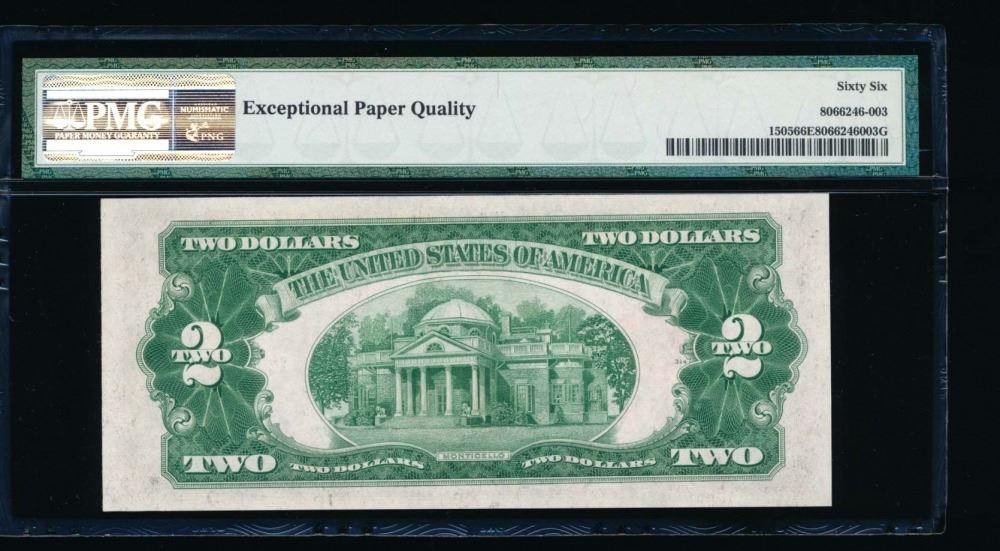 PMG
PAPER MONEY GUARANTY
NUMISMATIC
PNG
Exceptional Paper Quality
Sixty Six
8066246-003
150566E8066246003G
TWO DOLLARS
TWO DOLLARS
THE UNITED STATES OF AMERICA
2
TWO
2
TWO
TWO
TWO DOLLARS
MONTICELLO
TWO DOLLARS
TWO